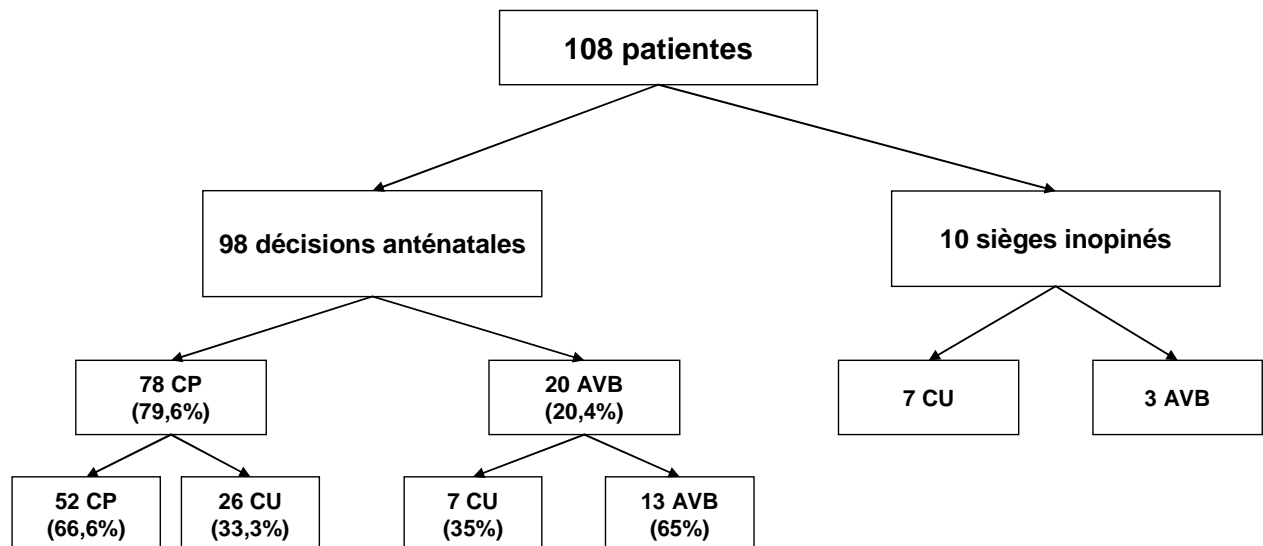 108 patientes
98 décisions anténatales
10 sièges inopinés
78 CP
(79,6%)
20 AVB
(20,4%)
7 CU
3 AVB
52 CP
(66,6%)
26 CU
(33,3%)
7 CU
(35%)
13 AVB
(65%)